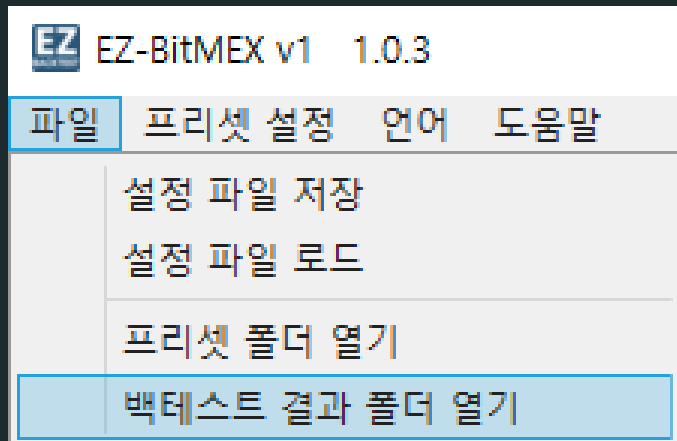 EZ EZ-BitMEX v1 1.0.3
파일 프리셋 설정 언어 도움말
설정 파일 저장
설정 파일 로드
프리셋 폴더 열기
백테스트 결과 폴더 열기